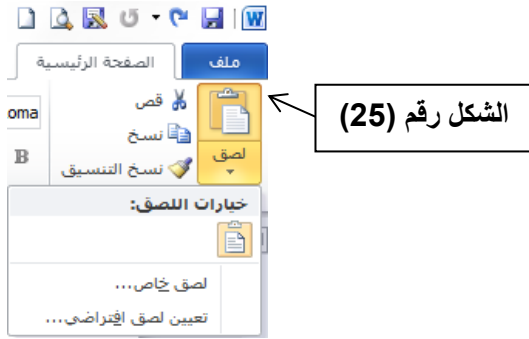 ملف الصفحة الرئيسية
الشكل رقم (25)
قص
oma
نسخ
لصق
B
نسخ التنسيق
خيارات اللصق:
لصق خاص...
تعيين لصق افتراضي...